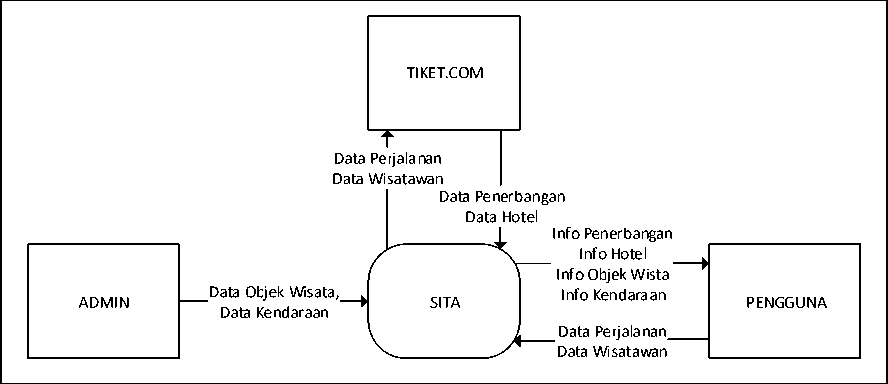 TIKET.COM
Data Perjalanan
Data Wisatawan
Data Penerbangan
Data Hotel
Info Penerbangan
Info Hotel
Info Objek Wista
Info Kendaraan
ADMIN
Data Objek Wisata,
Data Kendaraan
SITA
PENGGUNA
Data Perjalanan
Data Wisatawan